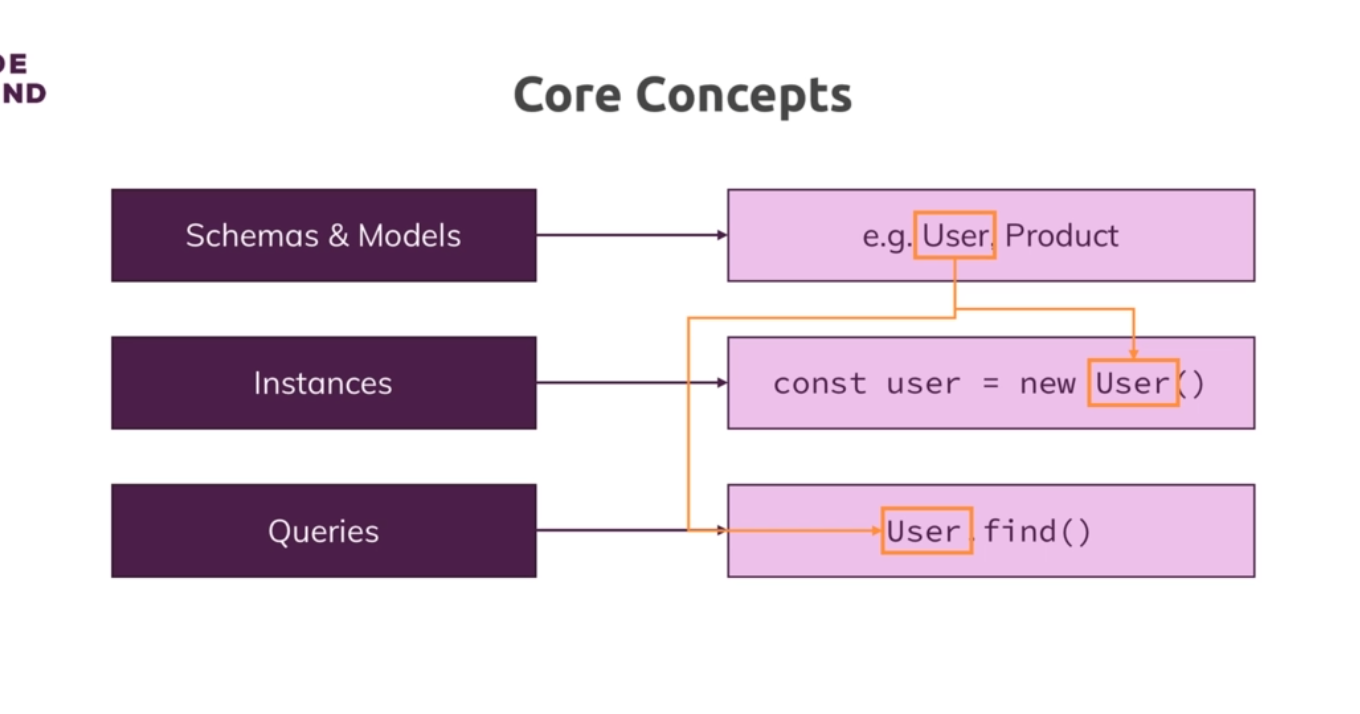 DE
ND
Core Concepts
Schemas & Models
e.g. User, Product
Instances
const user = new User()
Queries
User.find()